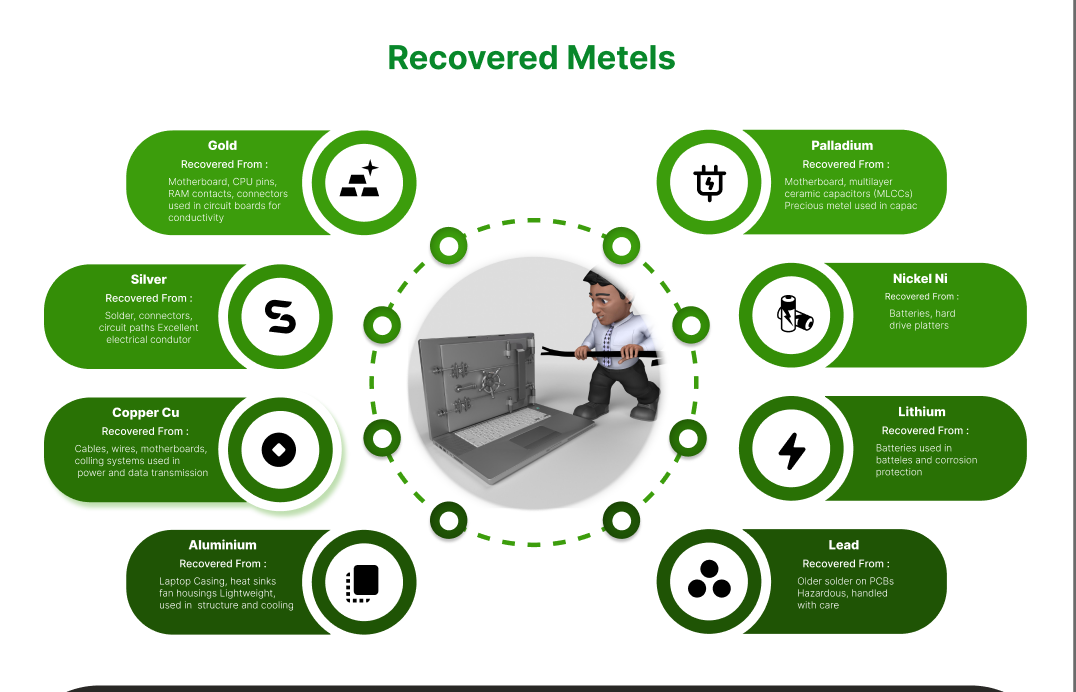 Recovered Metels
Gold
Recovered From :
Motherboard, CPU pins,
RAM contacts, connectors
used in circuit boards for
conductivity
Silver
Recovered From :
Solder, connectors,
circuit paths Excellent
electrical condutor
Copper Cu
Recovered From :
Cables, wires, motherboards,
colling systems used in
power and data transmission
Aluminium
Recovered From :
Laptop Casing, heat sinks
fan housings Lightweight,
used in structure and cooling
Palladium
Recovered From :
Motherboard, multilayer
ceramic capacitors (MLCCs)
Precious metel used in capac
Nickel Ni
Recovered From :
Batteries, hard
drive platters
Lithium
Recovered From :
Batteries used in
batteles and corrosion
protection
Lead
Recovered From :
Older solder on PCBs
Hazardous, handled
with care